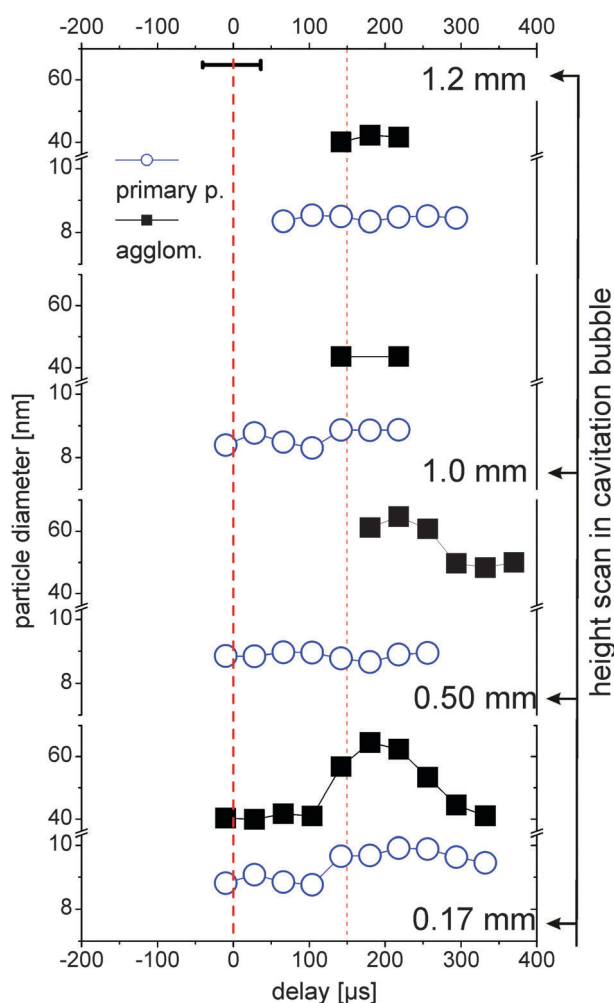 -200 -100 0 100 200 300 400
60
1.2 mm
40
10
primary p.
8
agglom.
60
40
10
8
1.0 mm
60
40
10
8
0.50 mm
60
40
10
8
0.17 mm
-200 -100 0 100 200 300 400
delay [µs]
particle diameter [nm]
height scan in cavitation bubble